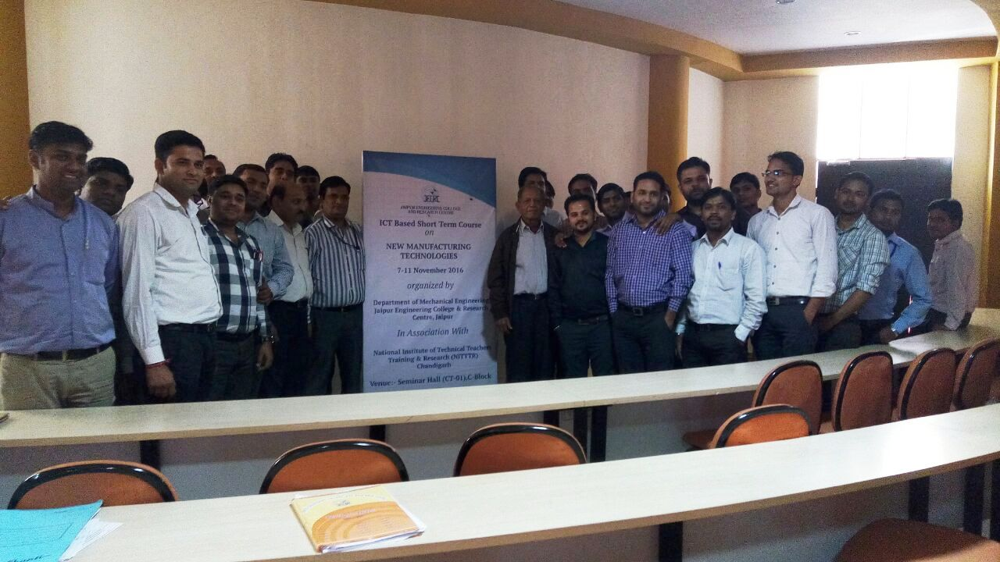 JECRC
JAIPUR ENGINEERING COLLEGE
AND RESEARCH CENTRE
ICT Based Short Term Course
on
NEW MANUFACTURING
TECHNOLOGIES
7-11 November 2016
organized by
Department of Mechanical Engineering
Jaipur Engineering College & Research
Centre, Jaipur
In Association With
National Institute of Technical Teachers
Training & Research (NITTTR)
Chandigarh
Venue:- Seminar Hall (CT-01),C-Block